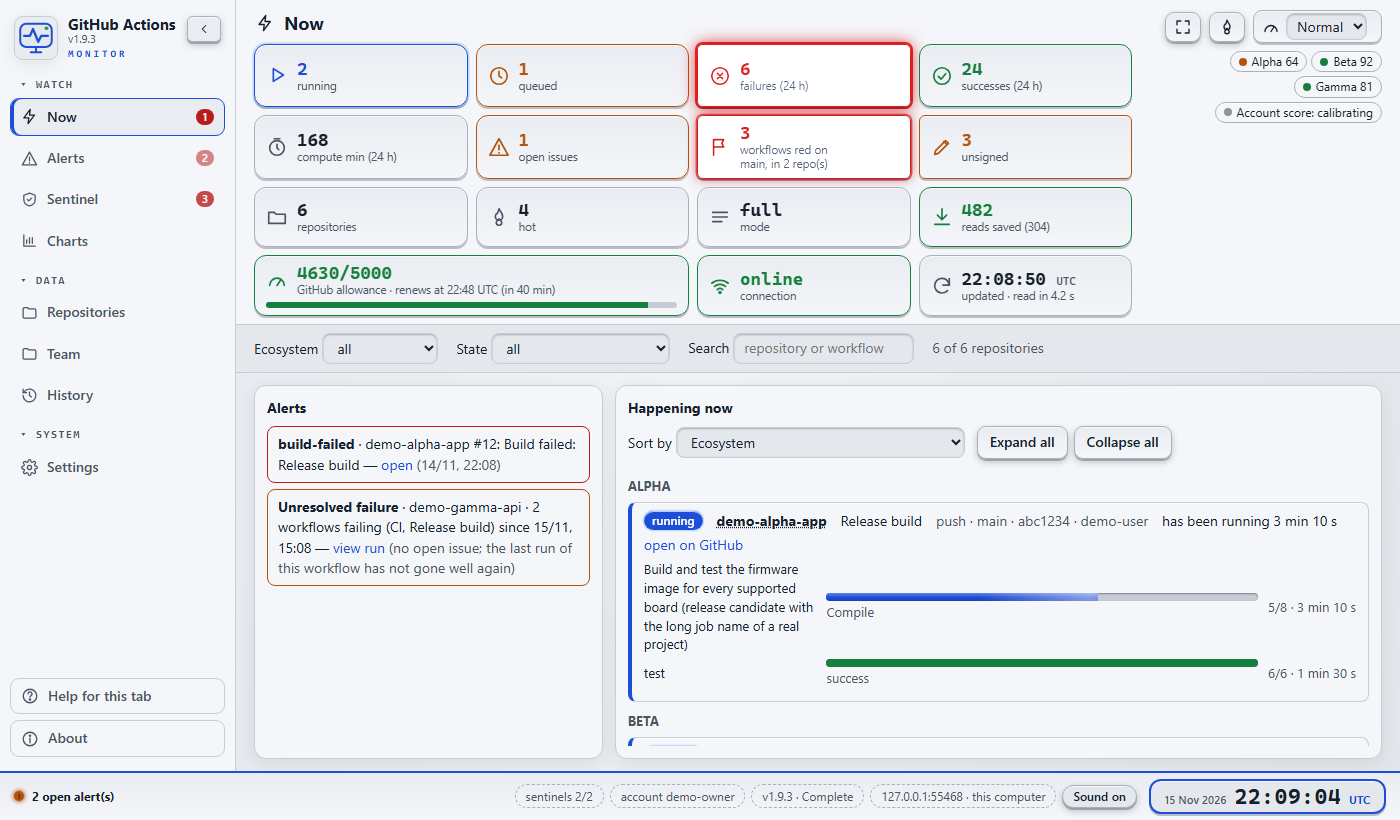 GitHub Actions
v1.9.3
MONITOR
WATCH
Now
1
Alerts
2
Sentinel
3
Charts
DATA
Repositories
Team
History
SYSTEM
Settings
Help for this tab
About
Now
Normal
Alpha 64
Beta 92
Gamma 81
Account score: calibrating
2
running
1
queued
6
failures (24 h)
24
successes (24 h)
168
compute min (24 h)
1
open issues
3
workflows red on
main, in 2 repo(s)
3
unsigned
6
repositories
4
hot
full
mode
482
reads saved (304)
4630/5000
GitHub allowance · renews at 22:48 UTC (in 40 min)
online
connection
22:08:50 UTC
updated · read in 4.2 s
Ecosystem all State all Search repository or workflow 6 of 6 repositories
Alerts
build-failed · demo-alpha-app #12: Build failed:
Release build — open (14/11, 22:08)
Unresolved failure · demo-gamma-api · 2
workflows failing (CI, Release build) since 15/11,
15:08 — view run (no open issue; the last run of
this workflow has not gone well again)
Happening now
Sort by Ecosystem Expand all Collapse all
ALPHA
running demo-alpha-app Release build push · main · abc1234 · demo-user has been running 3 min 10 s
open on GitHub
Build and test the firmware
image for every supported
board (release candidate with
the long job name of a real
project)
Compile
5/8 · 3 min 10 s
test
success
6/6 · 1 min 30 s
BETA
2 open alert(s)
sentinels 2/2
account demo-owner
v1.9.3 · Complete
127.0.0.1:55468 · this computer
Sound on
15 Nov 2026 22:09:04 UTC